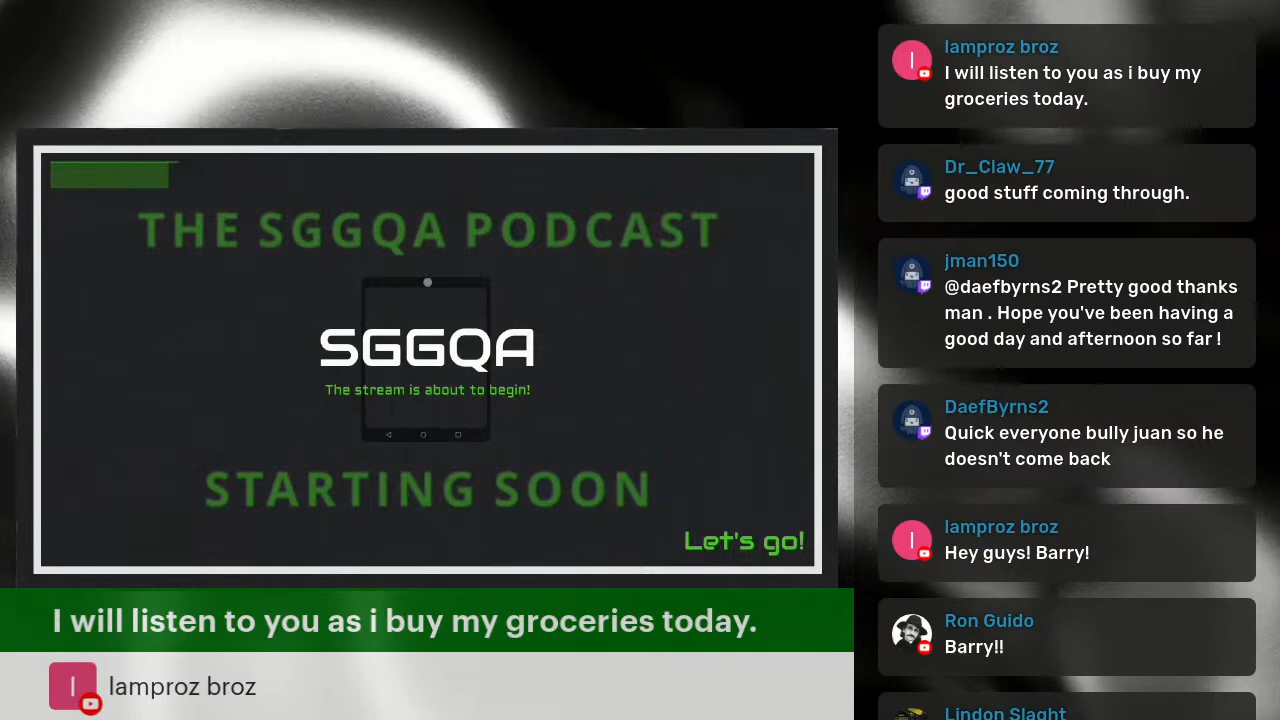 THE SGGQA PODCAST
SGGQA
The stream is about to begin!
STARTING SOON
Let's go!
I will listen to you as i buy my groceries today.
I
lamproz broz
I
lamproz broz
I will listen to you as i buy my
groceries today.
Dr_Claw_77
good stuff coming through.
jman150
@daefbyrns2 Pretty good thanks
man . Hope you've been having a
good day and afternoon so far !
DaefByrns2
Quick everyone bully juan so he
doesn't come back
I
lamproz broz
Hey guys! Barry!
Ron Guido
Barry!!
Lindon Slaght